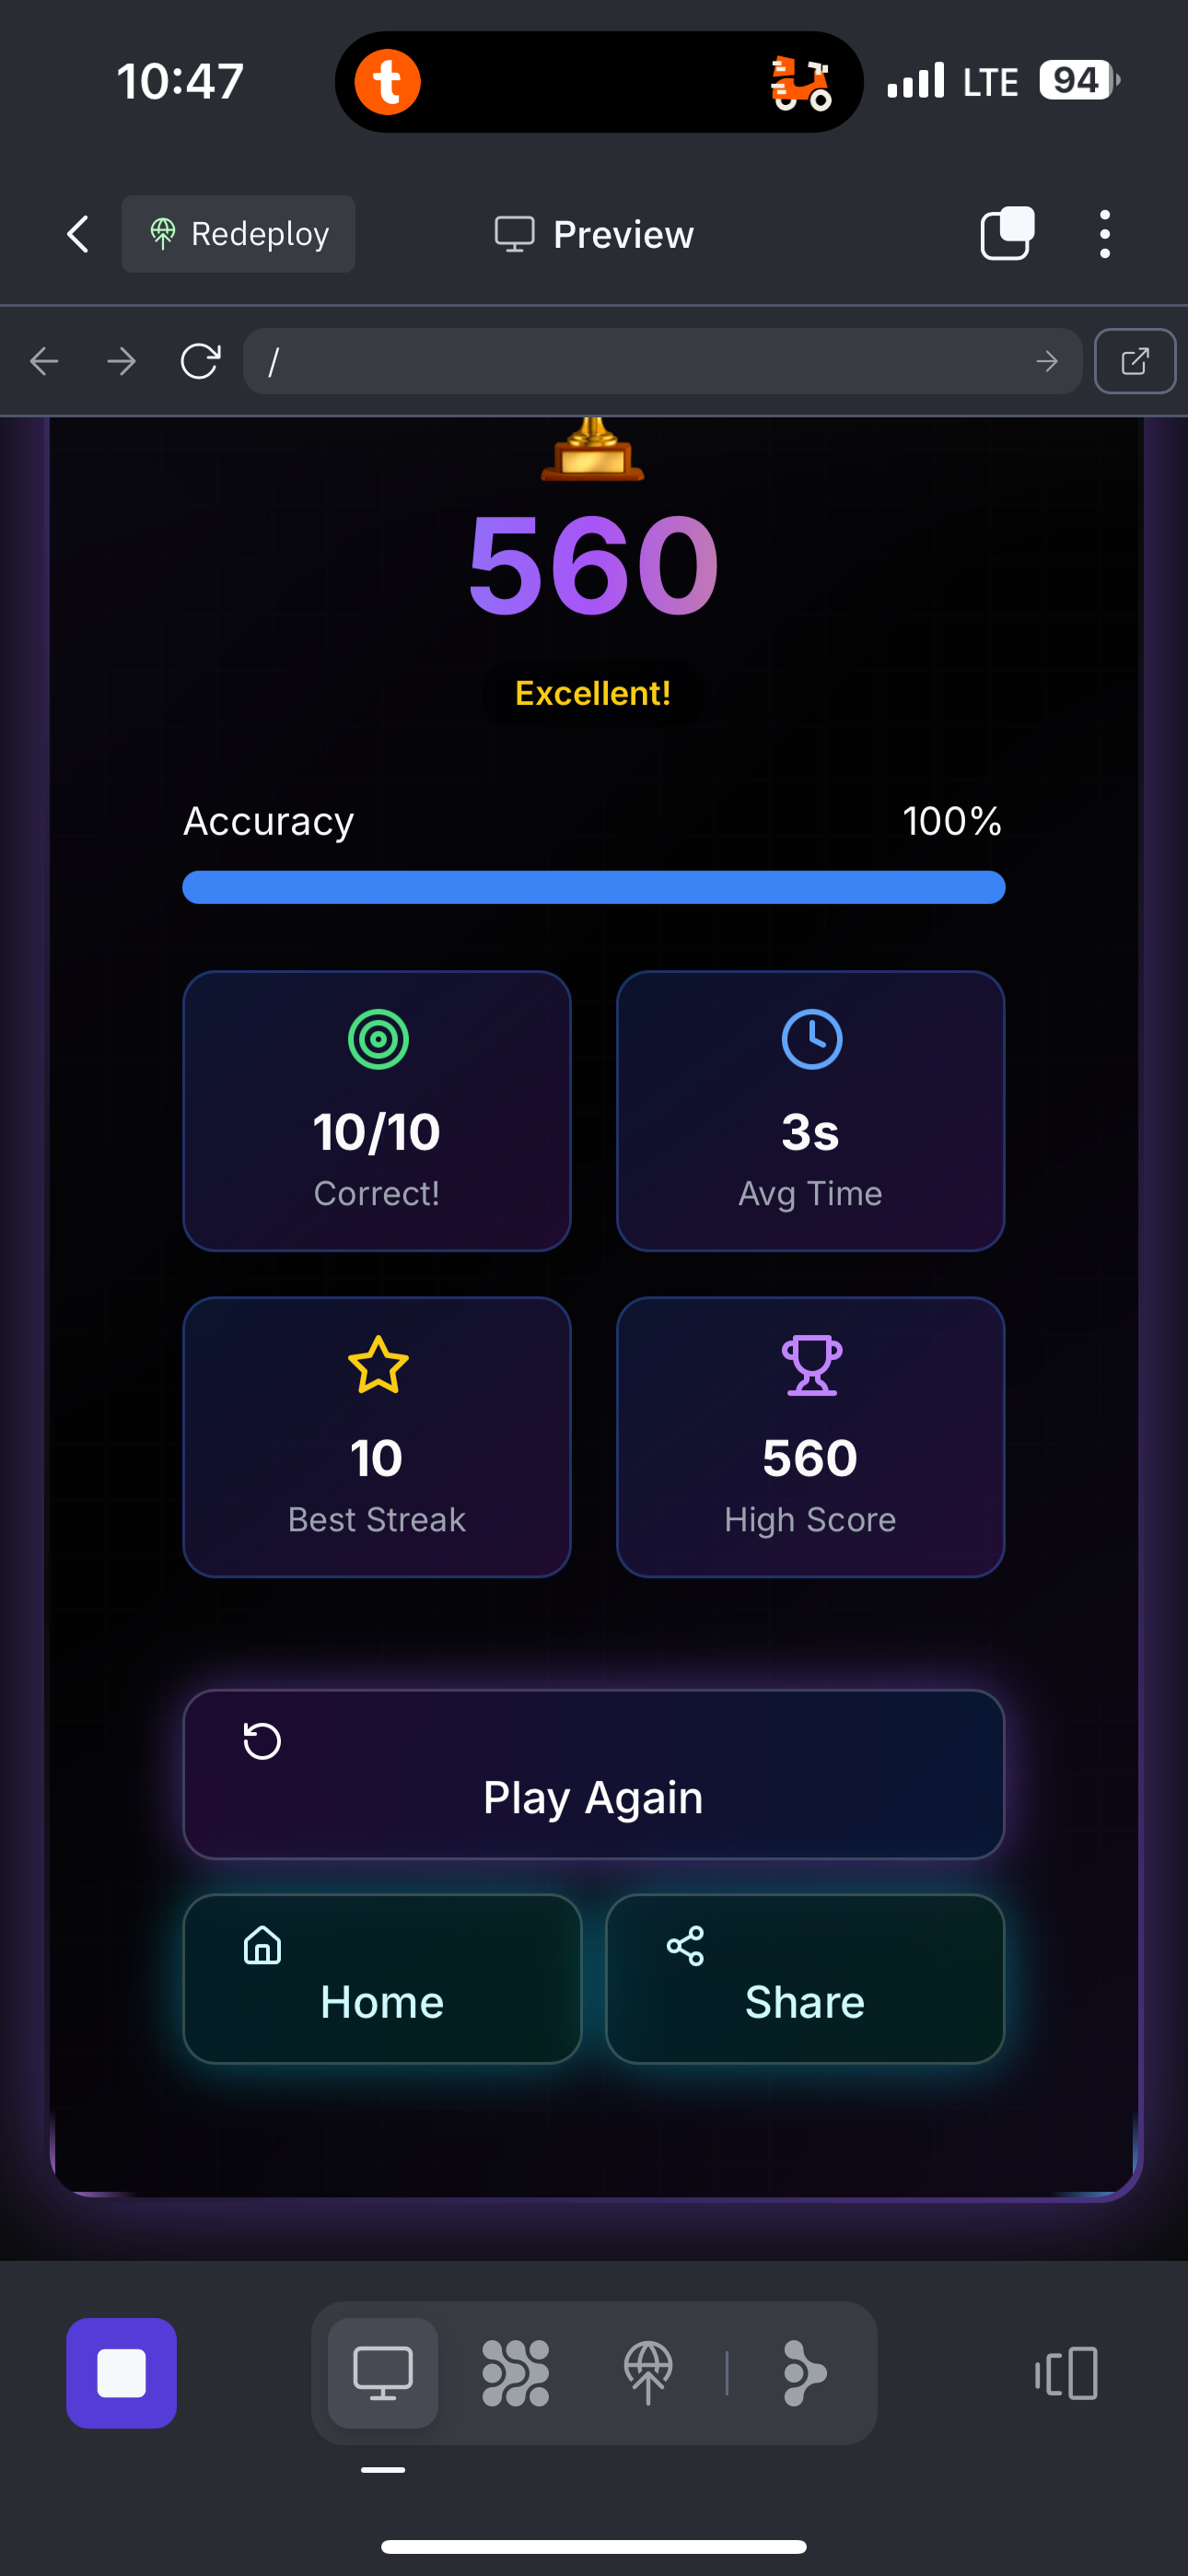 10:47
t
LTE
94
Redeploy
Preview
/
560
Excellent!
Accuracy
100%
10/10
Correct!
3s
Avg Time
10
Best Streak
560
High Score
Play Again
Home
Share